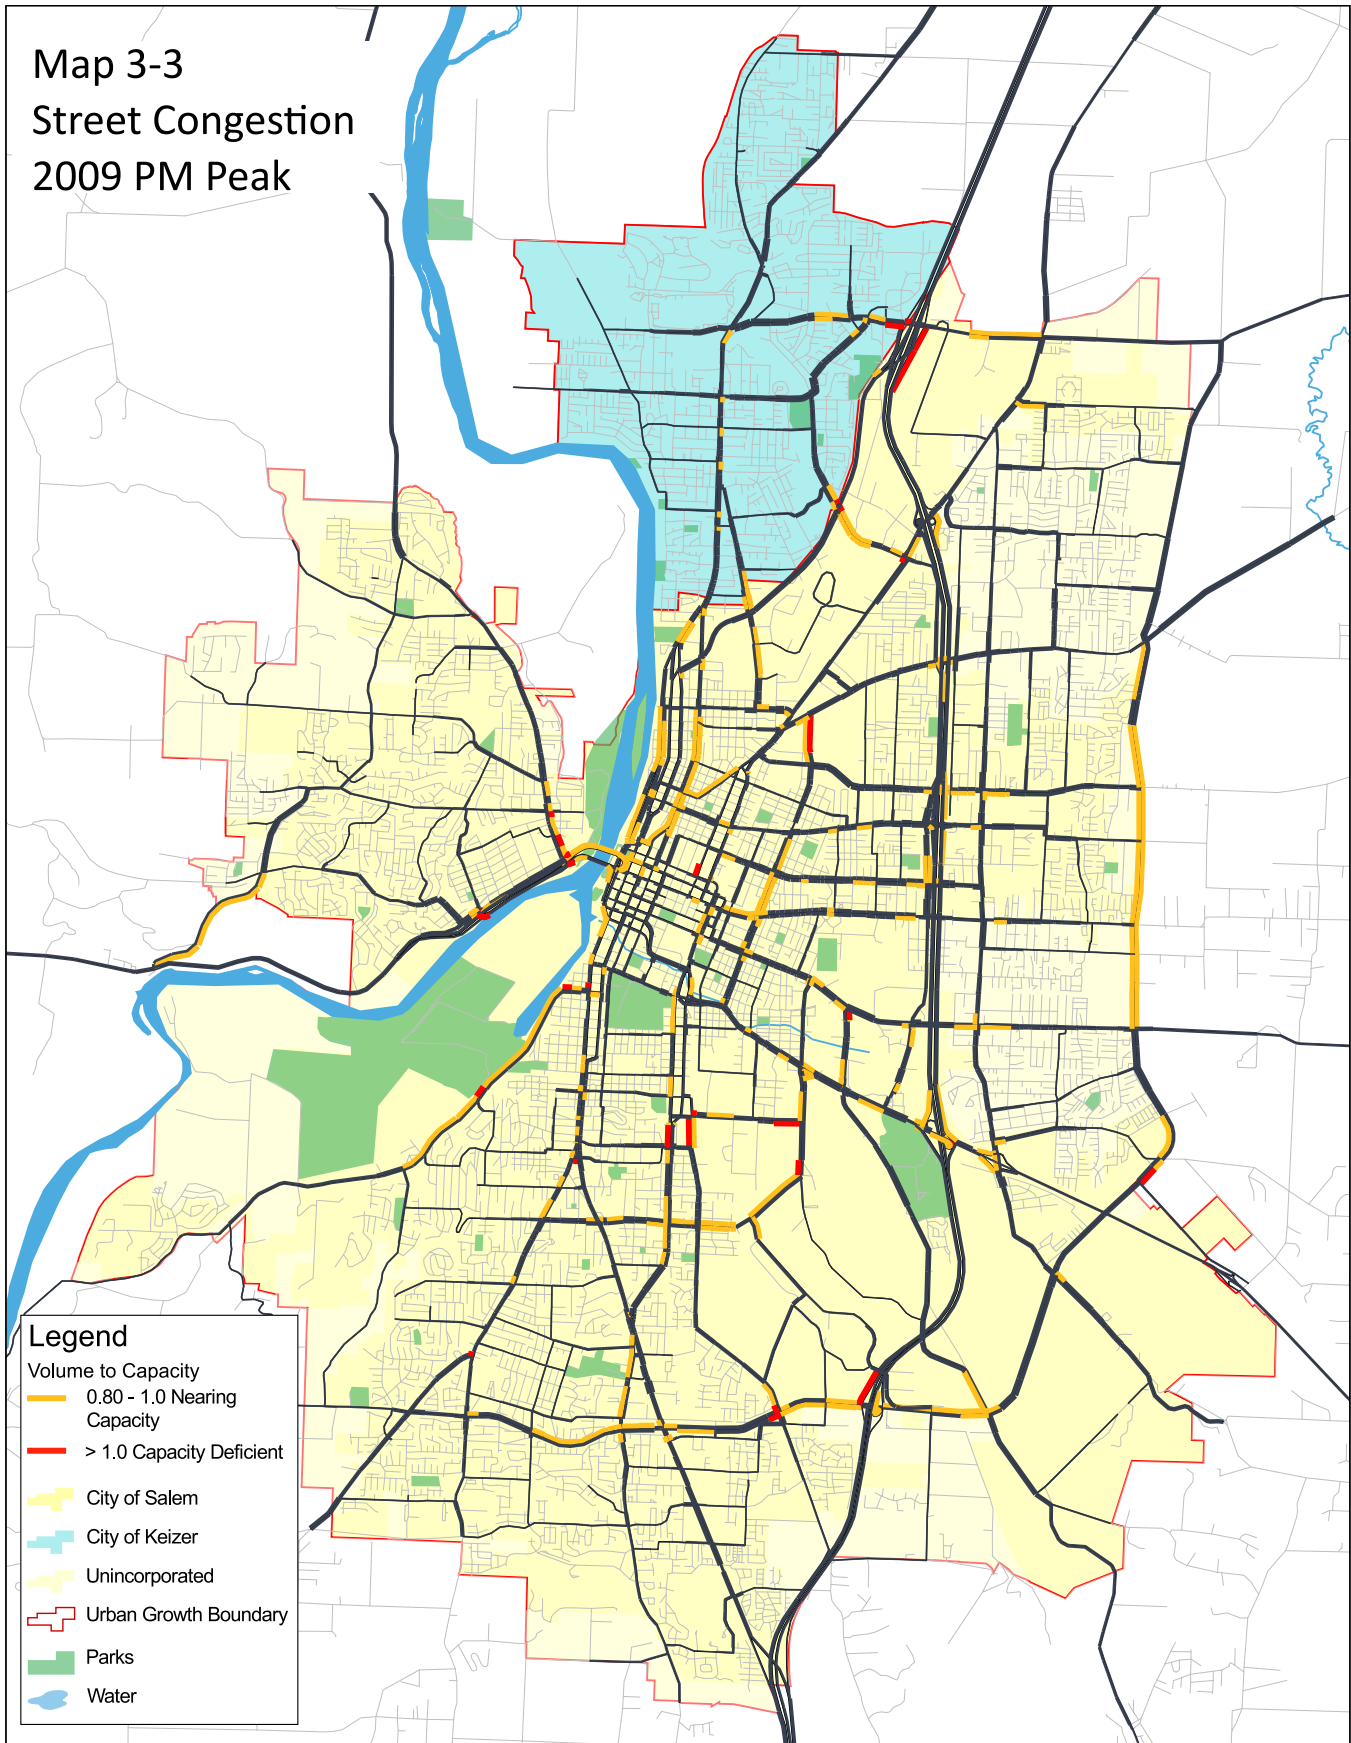 Map 3-3
Street Congestion
2009 PM Peak
Legend
Volume to Capacity
0.80 - 1.0 Nearing
Capacity
> 1.0 Capacity Deficient
City of Salem
City of Keizer
Unincorporated
Urban Growth Boundary
Parks
Water